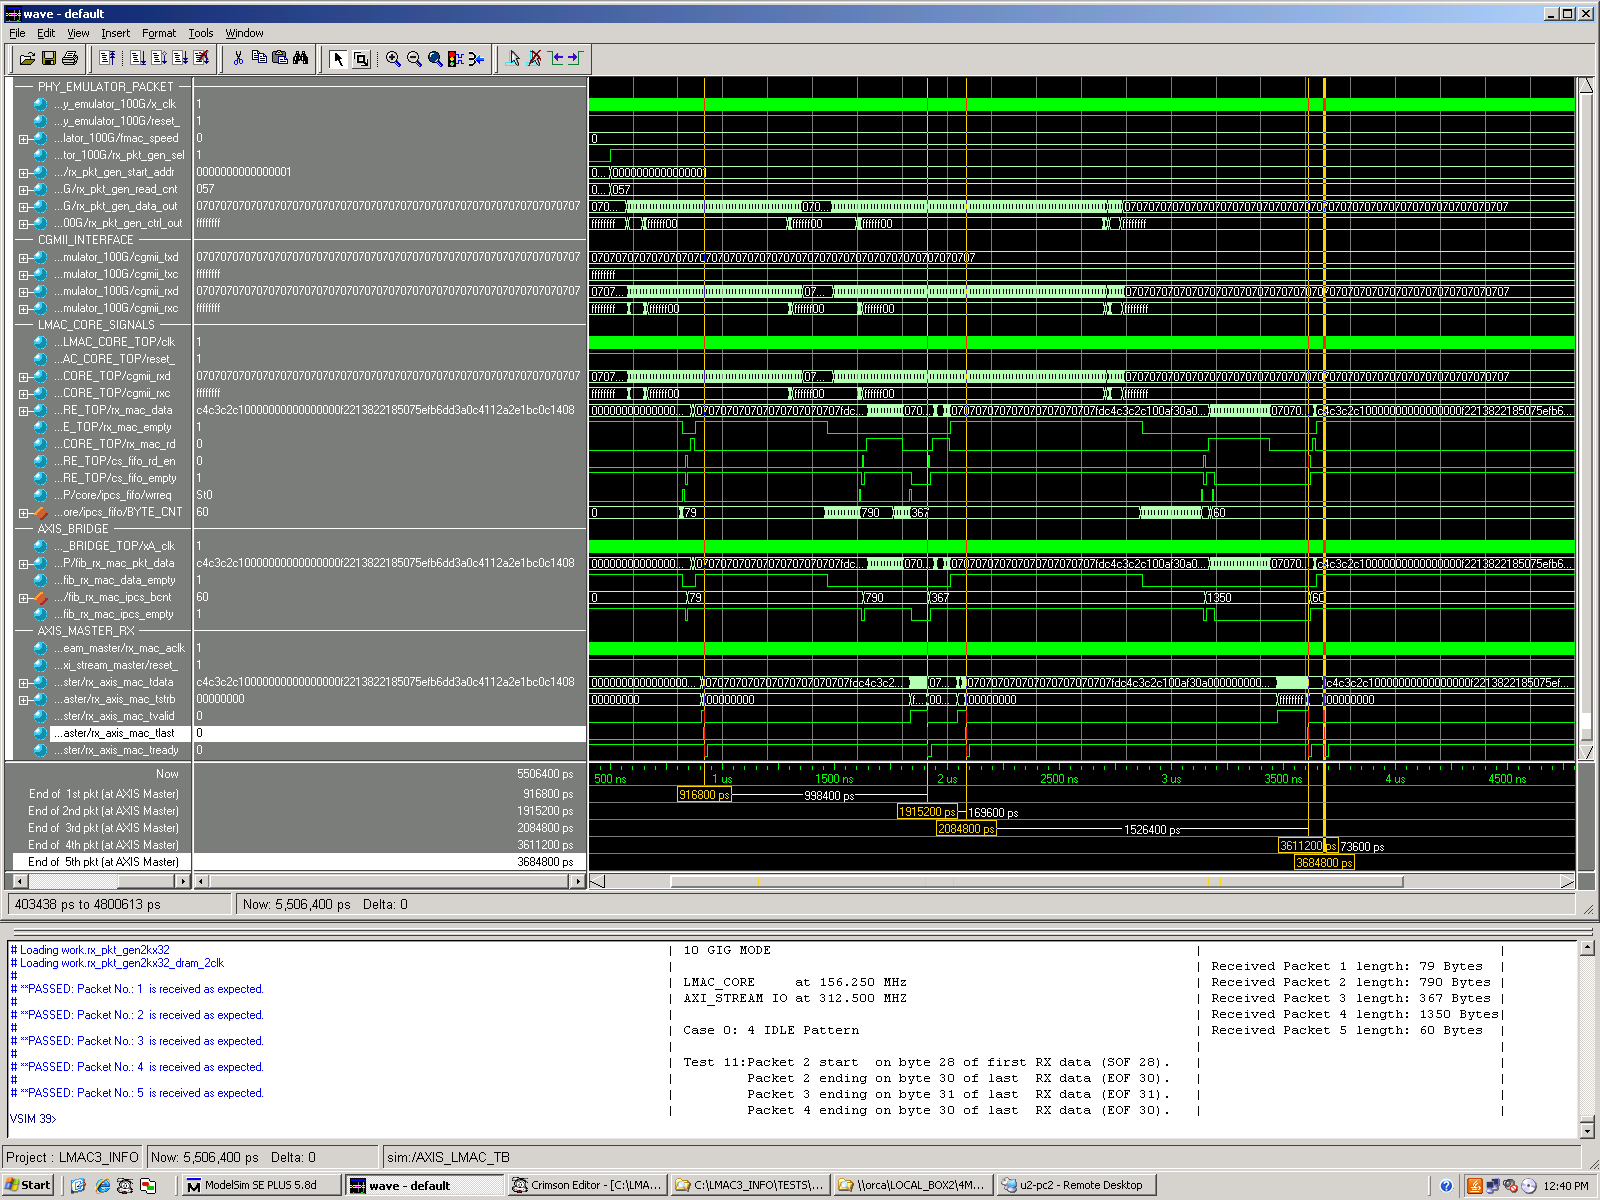 wave - default
File Edit View Insert Format Tools Window
PHY_EMULATOR_PACKET
...y_emulator_100G/x_clk 1
...y_emulator_100G/reset_ 1
...lator_100G/fmac_speed 0 0
...tor_100G/rx_pkt_gen_sel 1
.../rx_pkt_gen_start_addr 0000000000000001 0... 0000000000000001
...G/rx_pkt_gen_read_cnt 057 0... 057
...G/rx_pkt_gen_data_out 0707070707070707070707070707070707070707070707070707070707070707 070... 070...
...00G/rx_pkt_gen_ctrl_out ffffffff ffffffff ffffff00 ffffff00 ffffff00 ffffffff
CGMII_INTERFACE
...mulator_100G/cgmii_txd 0707070707070707070707070707070707070707070707070707070707070707
...mulator_100G/cgmii_txc ffffffff ffffffff
...mulator_100G/cgmii_rxd 0707070707070707070707070707070707070707070707070707070707070707 0707... 07...
...mulator_100G/cgmii_rxc ffffffff ffffffff ffffff00 ffffff00 ffffff00 ffffffff
LMAC_CORE_SIGNALS
...LMAC_CORE_TOP/clk 1
...AC_CORE_TOP/reset_ 1
...CORE_TOP/cgmii_rxd 0707070707070707070707070707070707070707070707070707070707070707 0707... 07...
...CORE_TOP/cgmii_rxc ffffffff ffffffff ffffff00 ffffff00 ffffff00 ffffffff
...RE_TOP/rx_mac_data c4c3c2c10000000000000000f2213822185075efb6dd3a0c4112a2e1bc0c1408
...E_TOP/rx_mac_empty 1
...CORE_TOP/rx_mac_rd 0
...RE_TOP/cs_fifo_rd_en 0
...RE_TOP/cs_fifo_empty 1
...P/core/ipcs_fifo/wrreq St0
...ore/ipcs_fifo/BYTE_CNT 60 0 79 790 367 60
AXIS_BRIDGE
..._BRIDGE_TOP/xA_clk 1
...P/fib_rx_mac_pkt_data c4c3c2c10000000000000000f2213822185075efb6dd3a0c4112a2e1bc0c1408
...fib_rx_mac_data_empty 1
.../fib_rx_mac_ipcs_bcnt 60 0 79 790 367 1350 60
...fib_rx_mac_ipcs_empty 1
AXIS_MASTER_RX
...eam_master/rx_mac_aclk 1
...xi_stream_master/reset_ 1
...ster/rx_axis_mac_tdata c4c3c2c10000000000000000f2213822185075efb6dd3a0c4112a2e1bc0c1408
...aster/rx_axis_mac_tstrb 00000000 00000000 00000000 f... 00... 00000000 ffffffff 00000000
...ster/rx_axis_mac_tvalid 0
...aster/rx_axis_mac_tlast 0
...ster/rx_axis_mac_tready 0
Now 5506400 ps 500 ns 1 us 1500 ns 2 us 2500 ns 3 us 3500 ns 4 us 4500 ns
End of 1st pkt (at AXIS Master) 916800 ps 916800 ps 998400 ps
End of 2nd pkt (at AXIS Master) 1915200 ps 1915200 ps 169600 ps
End of 3rd pkt (at AXIS Master) 2084800 ps 2084800 ps 1526400 ps
End of 4th pkt (at AXIS Master) 3611200 ps 3611200 ps 73600 ps
End of 5th pkt (at AXIS Master) 3684800 ps 3684800 ps
403438 ps to 4800613 ps Now: 5,506,400 ps Delta: 0
# Loading work.rx_pkt_gen2kx32
# Loading work.rx_pkt_gen2kx32_dram_2clk
#
# **PASSED: Packet No.: 1 is received as expected.
#
# **PASSED: Packet No.: 2 is received as expected.
#
# **PASSED: Packet No.: 3 is received as expected.
#
# **PASSED: Packet No.: 4 is received as expected.
#
# **PASSED: Packet No.: 5 is received as expected.
VSIM 39>
| 10 GIG MODE |
| LMAC_CORE at 156.250 MHz
| AXI_STREAM IO at 312.500 MHZ
| Case 0: 4 IDLE Pattern
| Test 11:Packet 2 start on byte 28 of first RX data (SOF 28). |
| Packet 2 ending on byte 30 of last RX data (EOF 30). |
| Packet 3 ending on byte 31 of last RX data (EOF 31). |
| Packet 4 ending on byte 30 of last RX data (EOF 30). |
| Received Packet 1 length: 79 Bytes |
| Received Packet 2 length: 790 Bytes |
| Received Packet 3 length: 367 Bytes |
| Received Packet 4 length: 1350 Bytes|
| Received Packet 5 length: 60 Bytes |
Project : LMAC3_INFO Now: 5,506,400 ps Delta: 0 sim:/AXIS_LMAC_TB
Start ModelSim SE PLUS 5.8d wave - default Crimson Editor - [C:\LMA... C:\LMAC3_INFO\TESTS\... \\orca\LOCAL_BOX2\4M... u2-pc2 - Remote Desktop 12:40 PM